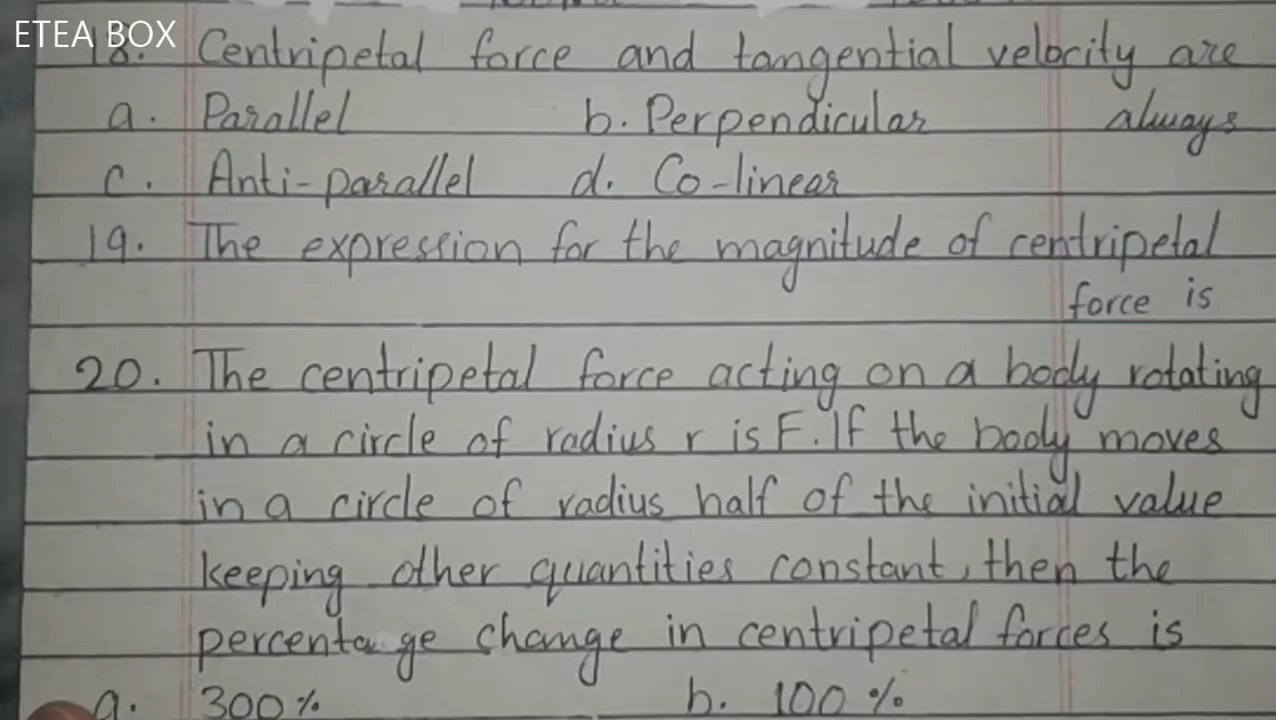 ETEA BOX
18. Centripetal force and tangential velocity are
a. Parallel b. Perpendicular always
c. Anti-parallel d. Co-linear
19. The expression for the magnitude of centripetal
force is
20. The centripetal force acting on a body rotating
in a circle of radius r is F. If the body moves
in a circle of radius half of the initial value
keeping other quantities constant, then the
percentage change in centripetal forces is
a. 300% b. 100%